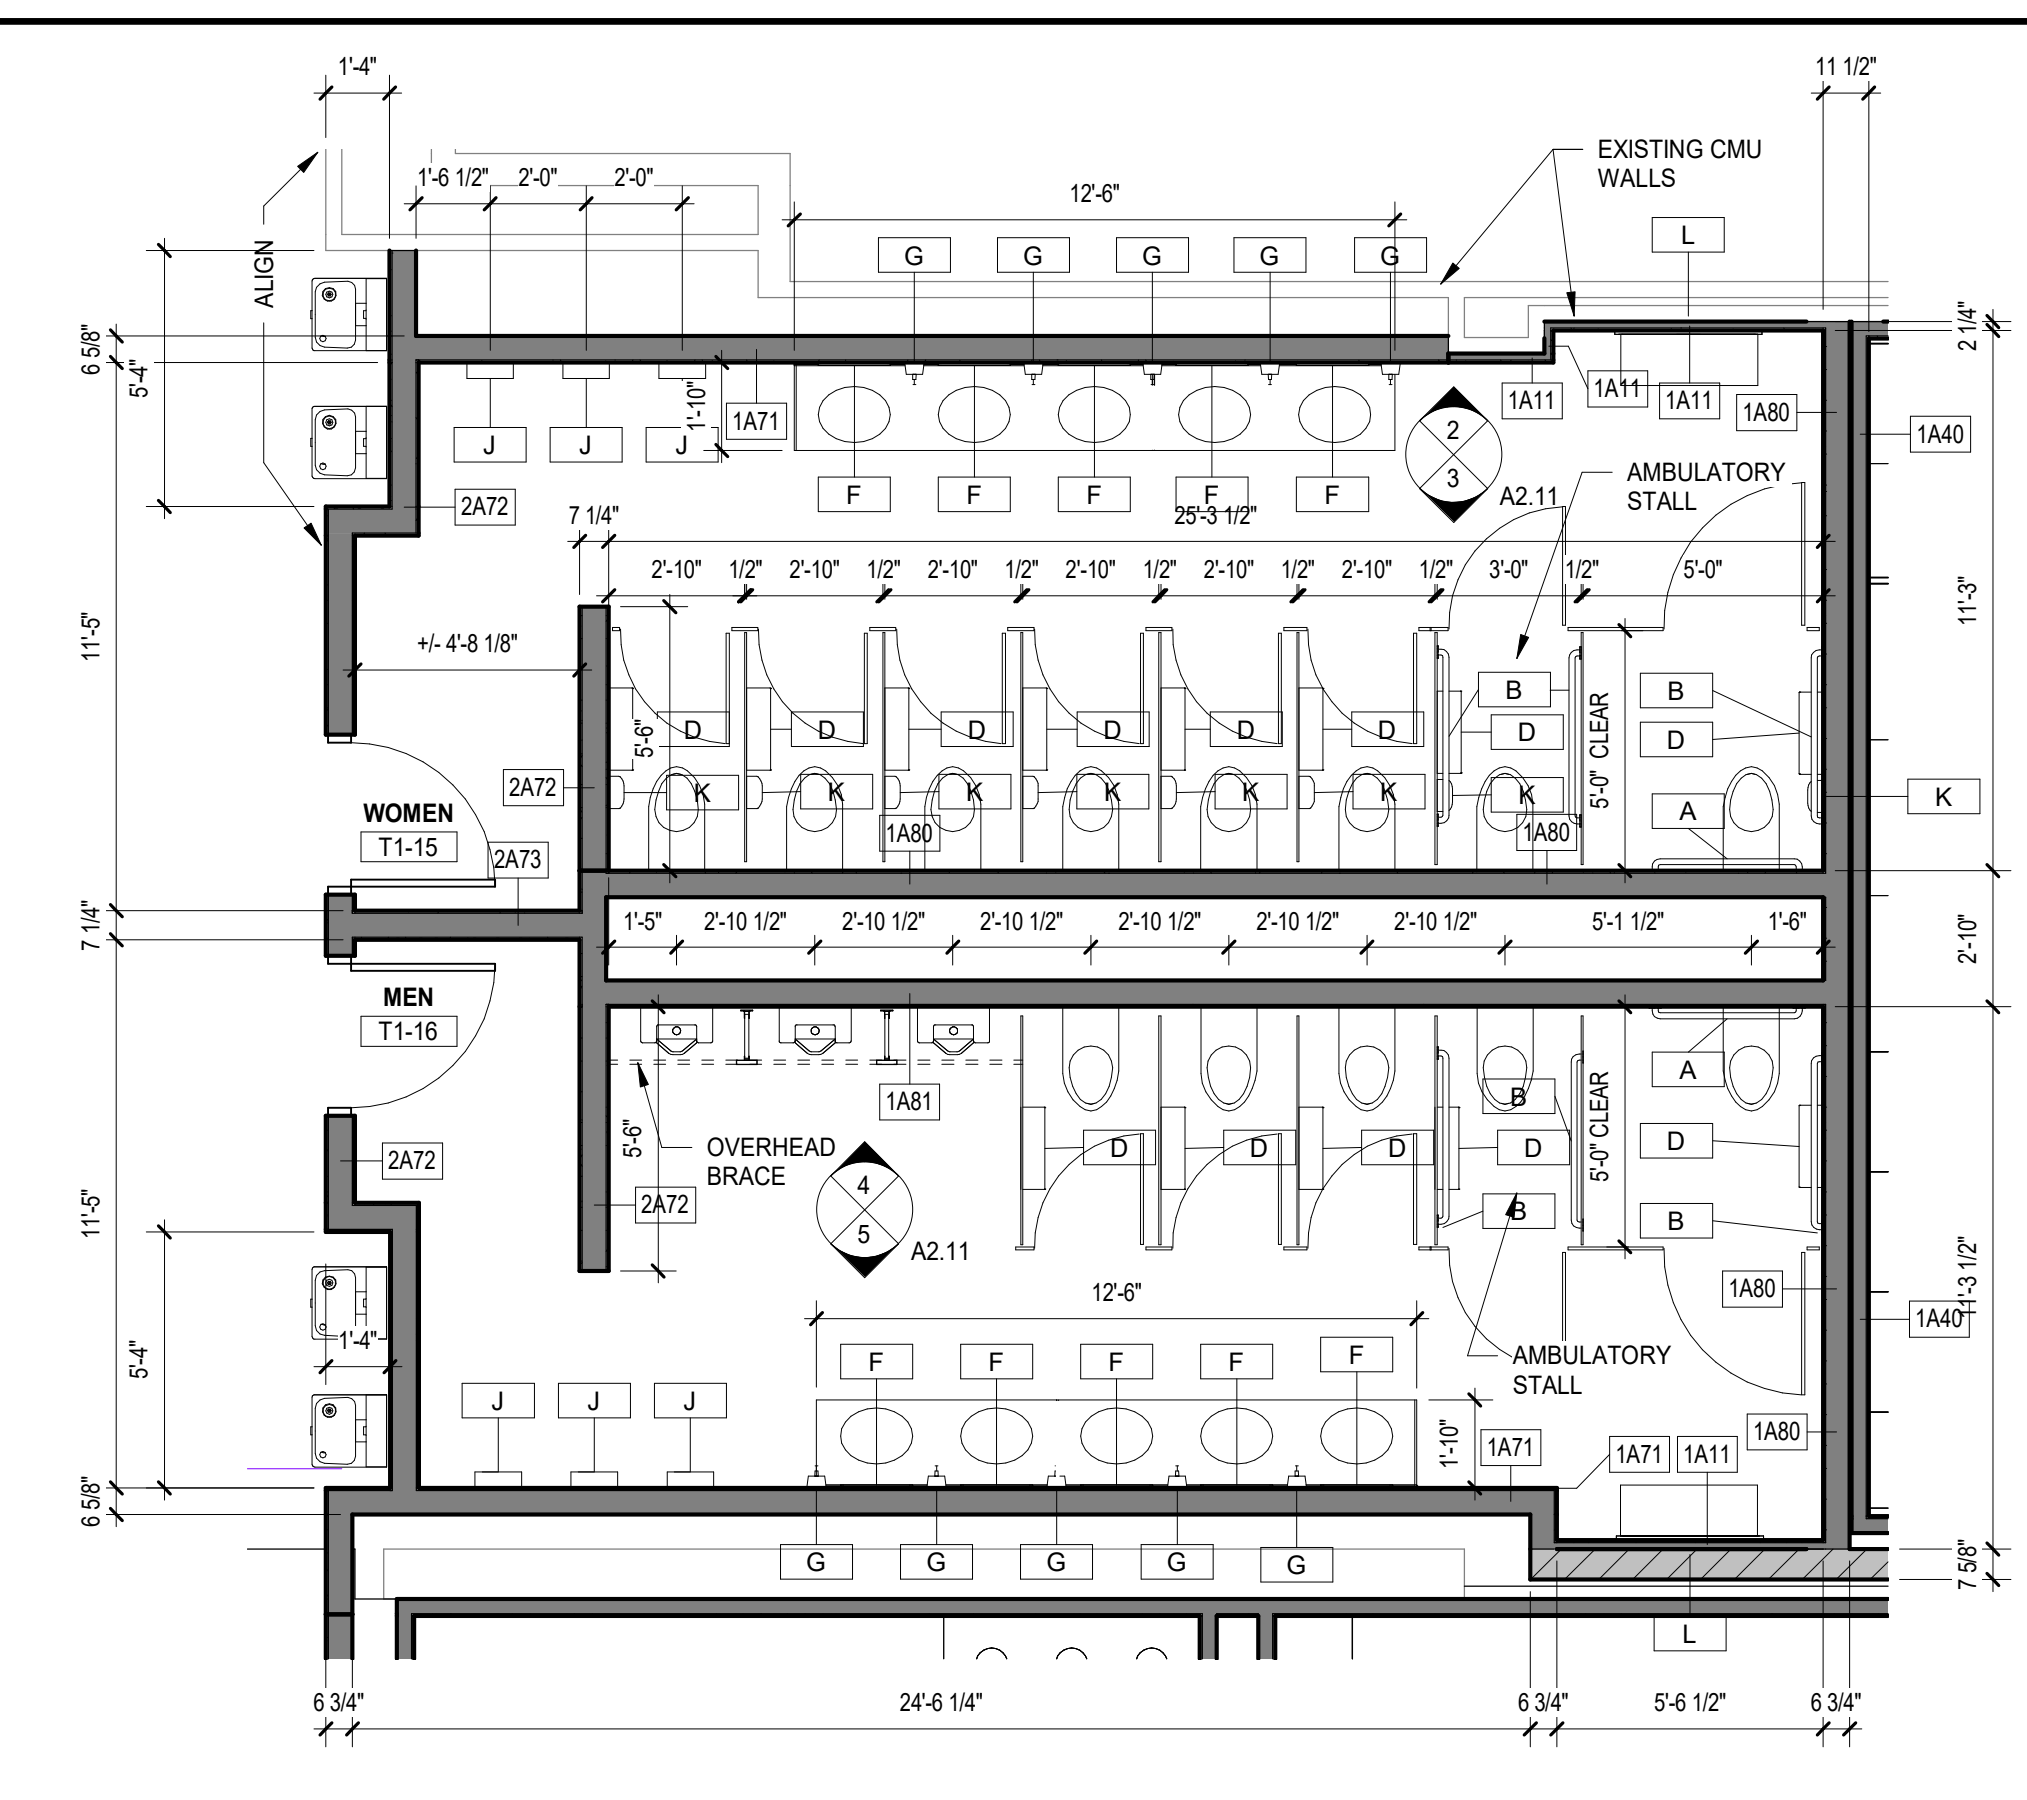 1'-4"
11 1/2"
EXISTING CMU
WALLS
1'-6 1/2" 2'-0" 2'-0"
12'-6"
L
G G G G G
ALIGN
6 5/8"
5'-4"
2 1/4"
1A11 1A11 1A11
1'-10"
1A71
1A80
1A40
J J J
2
3
A2.11
AMBULATORY
STALL
F F F F F
2A72
7 1/4"
25'-3 1/2"
2'-10" 1/2" 2'-10" 1/2" 2'-10" 1/2" 2'-10" 1/2" 2'-10" 1/2" 2'-10" 1/2" 3'-0" 1/2" 5'-0"
11'-5"
11'-3"
+/- 4'-8 1/8"
5'-6"
B
B
D D D D D D D
D
5'-0" CLEAR
2A72
K K K K K K K
K
A
WOMEN
T1-15
2A73
1A80
1A80
7 1/4"
1'-5" 2'-10 1/2" 2'-10 1/2" 2'-10 1/2" 2'-10 1/2" 2'-10 1/2" 2'-10 1/2" 5'-1 1/2" 1'-6"
2'-10"
MEN
T1-16
A
1A81
B
5'-0" CLEAR
5'-6"
OVERHEAD
BRACE
D D D D
D
2A72
2A72
4
5
A2.11
B
B
11'-5"
11'-3 1/2"
12'-6"
1A80
1A40
5'-4"
1'-4"
F F F F F
AMBULATORY
STALL
J J J
1'-10"
1A71
1A80
1A71 1A11
6 5/8"
G G G G G
7 5/8"
L
6 3/4" 24'-6 1/4" 6 3/4" 5'-6 1/2" 6 3/4"